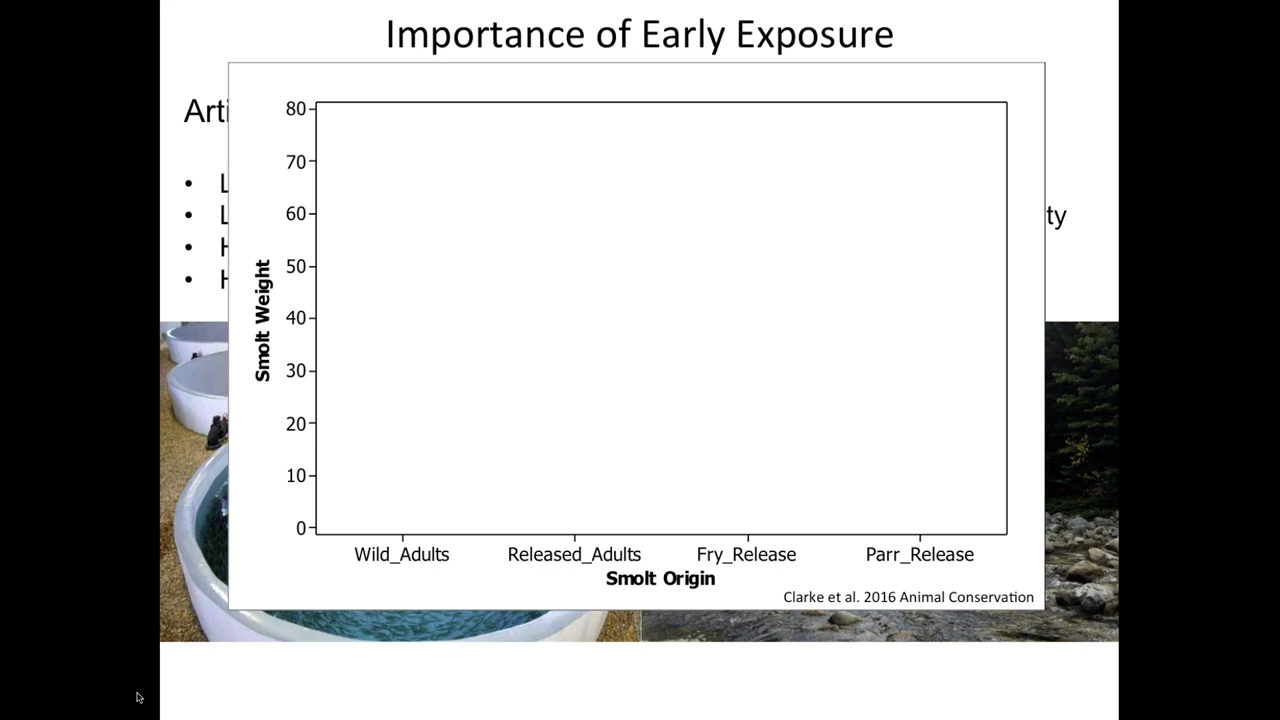 Importance of Early Exposure
Arti
• L
• L ty
• H
• H
80
70
60
50
40
30
20
10
0
Smolt Weight
Wild_Adults Released_Adults Fry_Release Parr_Release
Smolt Origin
Clarke et al. 2016 Animal Conservation